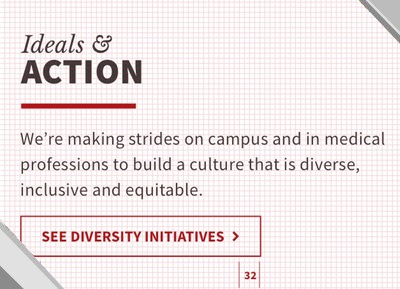 Ideals &
ACTION
We’re making strides on campus and in medical
professions to build a culture that is diverse,
inclusive and equitable.
SEE DIVERSITY INITIATIVES >
32